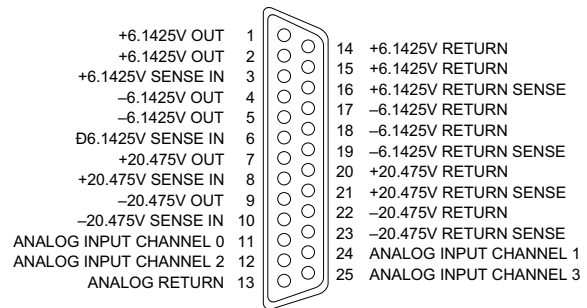 +6.1425V OUT 1
+6.1425V OUT 2
+6.1425V SENSE IN 3
–6.1425V OUT 4
–6.1425V OUT 5
Ð6.1425V SENSE IN 6
+20.475V OUT 7
+20.475V SENSE IN 8
–20.475V OUT 9
–20.475V SENSE IN 10
ANALOG INPUT CHANNEL 0 11
ANALOG INPUT CHANNEL 2 12
ANALOG RETURN 13
14 +6.1425V RETURN
15 +6.1425V RETURN
16 +6.1425V RETURN SENSE
17 –6.1425V RETURN
18 –6.1425V RETURN
19 –6.1425V RETURN SENSE
20 +20.475V RETURN
21 +20.475V RETURN SENSE
22 –20.475V RETURN
23 –20.475V RETURN SENSE
24 ANALOG INPUT CHANNEL 1
25 ANALOG INPUT CHANNEL 3